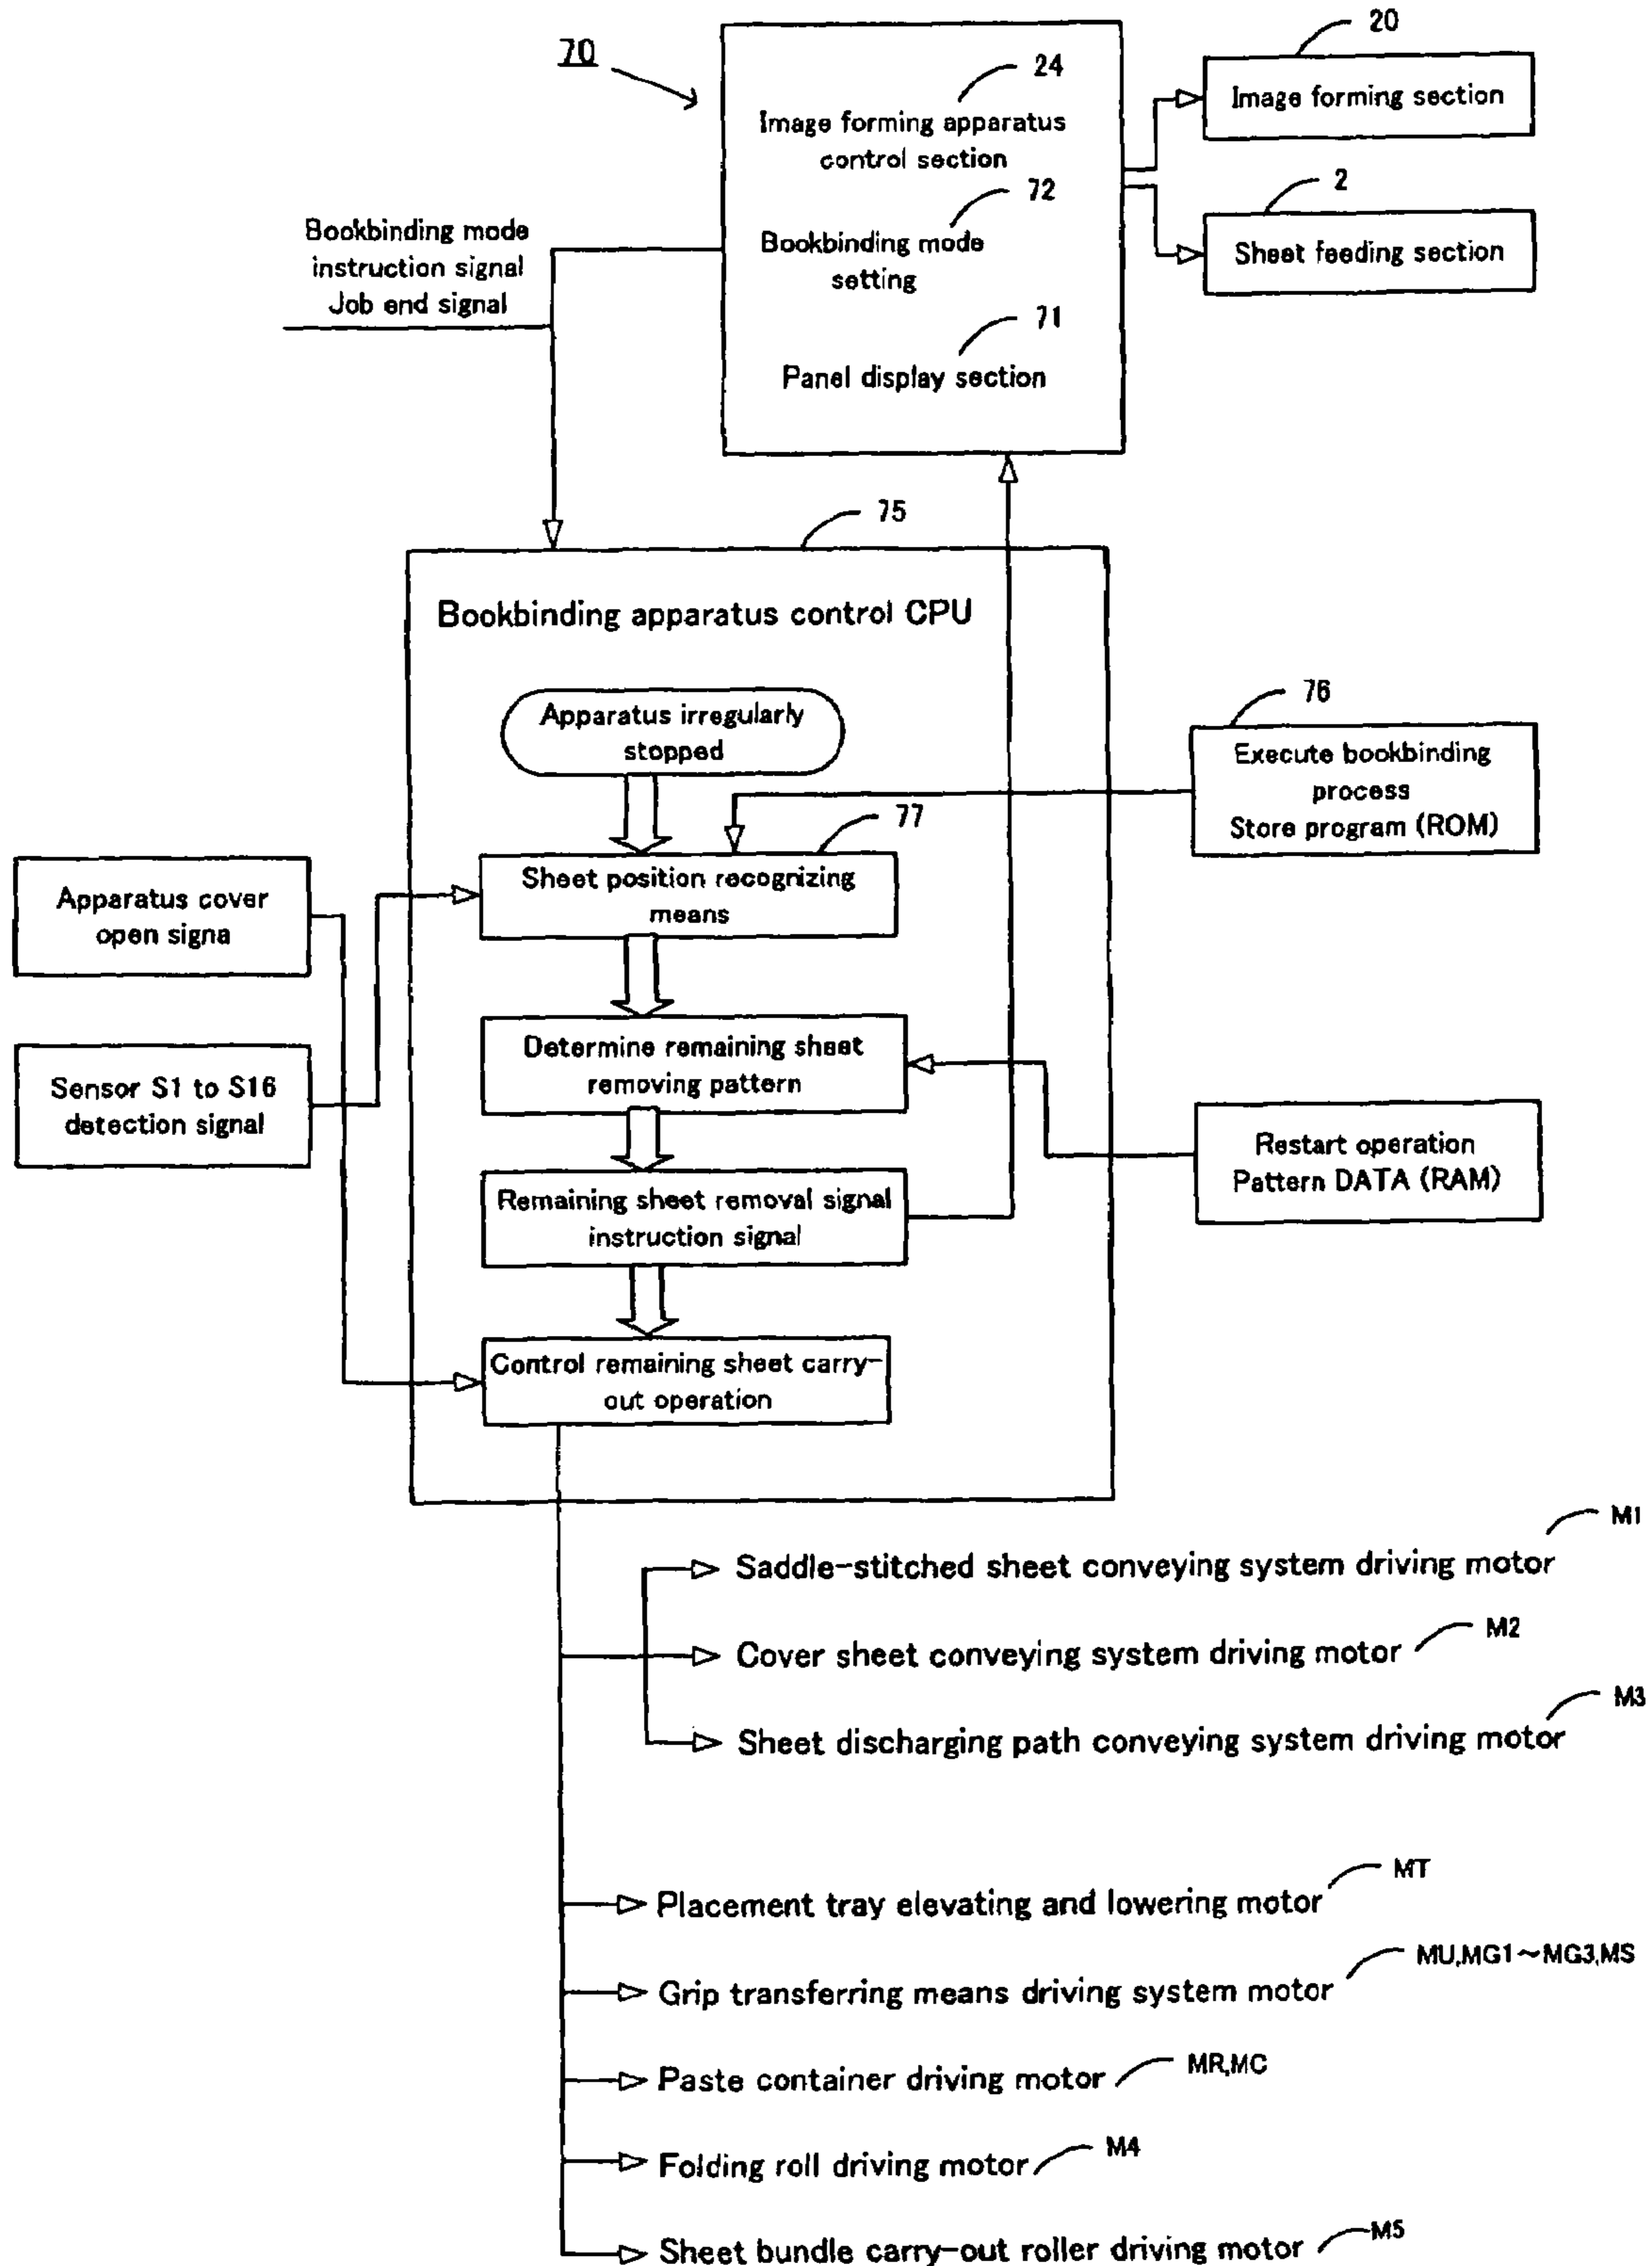 70
24
Image forming apparatus
control section
72
Bookbinding mode
setting
71
Panel display section
20
Image forming section
2
Sheet feeding section
Bookbinding mode
instruction signal
Job end signal
75
Bookbinding apparatus control CPU
Apparatus irregularly
stopped
76
Execute bookbinding
process
Store program (ROM)
77
Sheet position recognizing
means
Apparatus cover
open signa
Determine remaining sheet
removing pattern
Sensor S1 to S16
detection signal
Restart operation
Pattern DATA (RAM)
Remaining sheet removal signal
instruction signal
Control remaining sheet carry-
out operation
M1
Saddle-stitched sheet conveying system driving motor
M2
Cover sheet conveying system driving motor
M3
Sheet discharging path conveying system driving motor
MT
Placement tray elevating and lowering motor
MU,MG1~MG3,MS
Grip transferring means driving system motor
MR,MC
Paste container driving motor
M4
Folding roll driving motor
M5
Sheet bundle carry-out roller driving motor